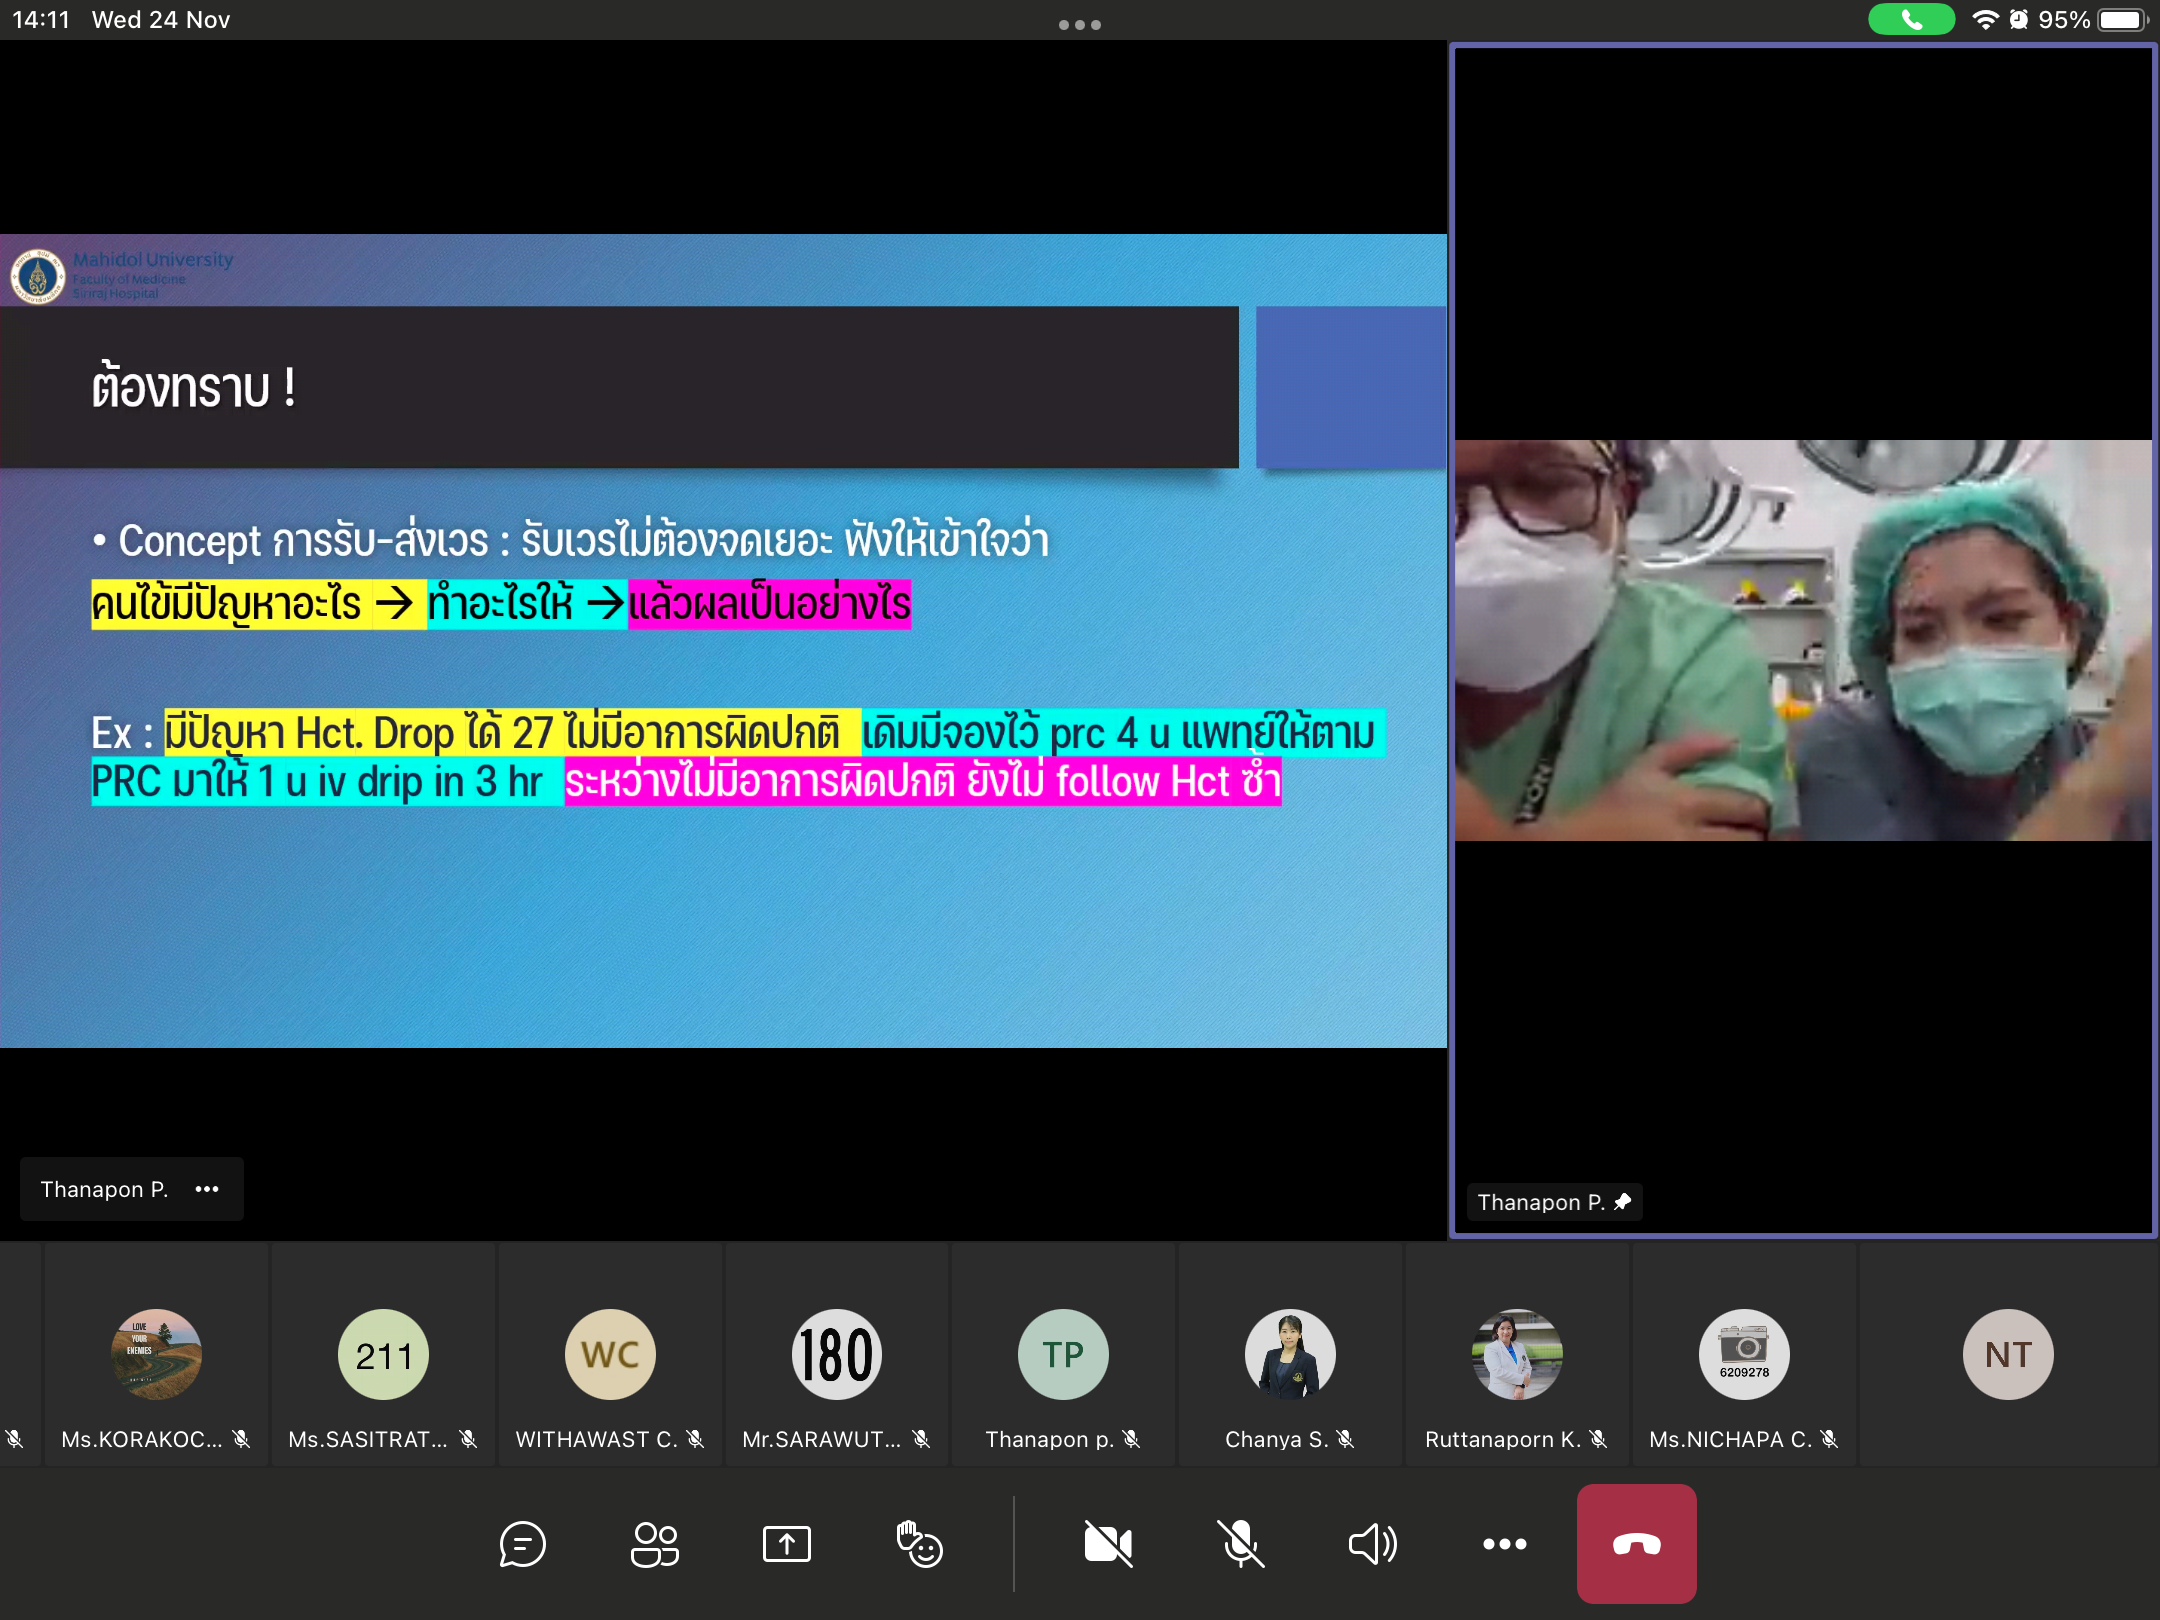 14:11 Wed 24 Nov
95%
Mahidol University
Faculty of Medicine
Siriraj Hospital
ต้องทราบ !
• Concept การรับ-ส่งเวร : รับเวรไม่ต้องจดเยอะ ฟังให้เข้าใจว่า
คนไข้มีปัญหาอะไร → ทำอะไรให้ →แล้วผลเป็นอย่างไร
Ex : มีปัญหา Hct. Drop ได้ 27 ไม่มีอาการผิดปกติ เดิมมีจองไว้ prc 4 u แพทย์ให้ตาม
PRC มาให้ 1 u iv drip in 3 hr ระหว่างไม่มีอาการผิดปกติ ยังไม่ follow Hct ซ้ำ
Thanapon P. •••
Thanapon P.
LOVE
YOUR
ENEMIES
211
WC
180
TP
6209278
NT
Ms.KORAKOC...
Ms.SASITRAT...
WITHAWAST C.
Mr.SARAWUT...
Thanapon p.
Chanya S.
Ruttanaporn K.
Ms.NICHAPA C.